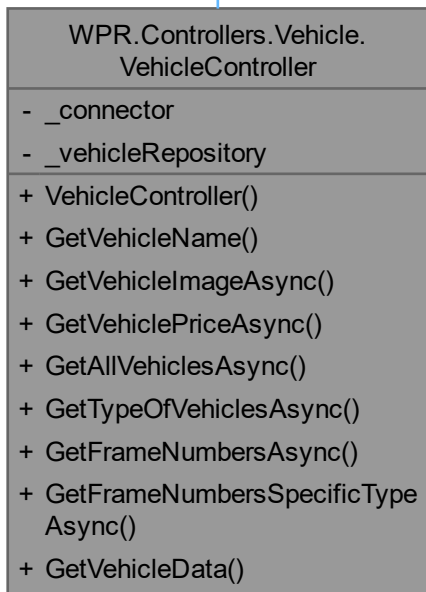 WPR.Controllers.Vehicle.
VehicleController
- _connector
- _vehicleRepository
+ VehicleController()
+ GetVehicleName()
+ GetVehicleImageAsync()
+ GetVehiclePriceAsync()
+ GetAllVehiclesAsync()
+ GetTypeOfVehiclesAsync()
+ GetFrameNumbersAsync()
+ GetFrameNumbersSpecificType
Async()
+ GetVehicleData()